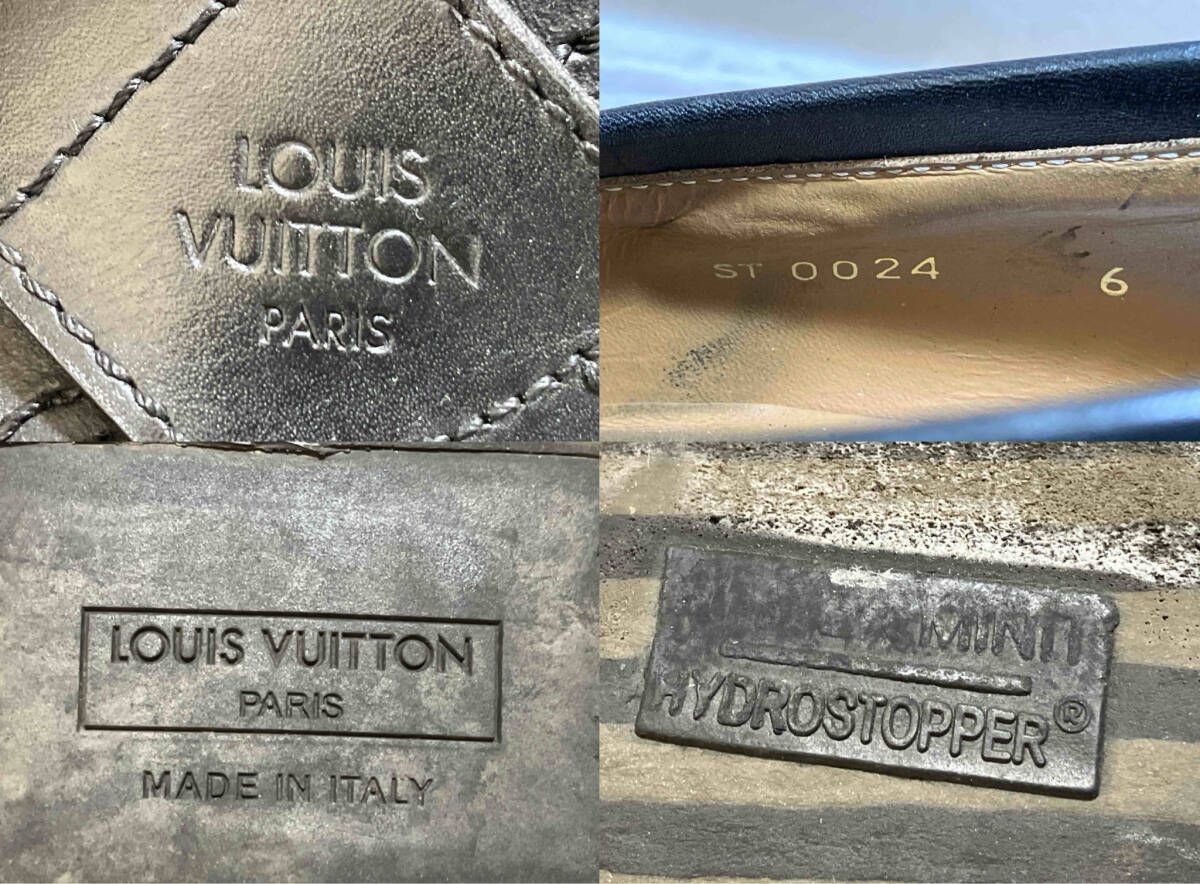 LOUIS
VUITTON
PARIS
ST 0024 6
LOUIS VUITTON
PARIS
MADE IN ITALY
HYDROSTOPPER®